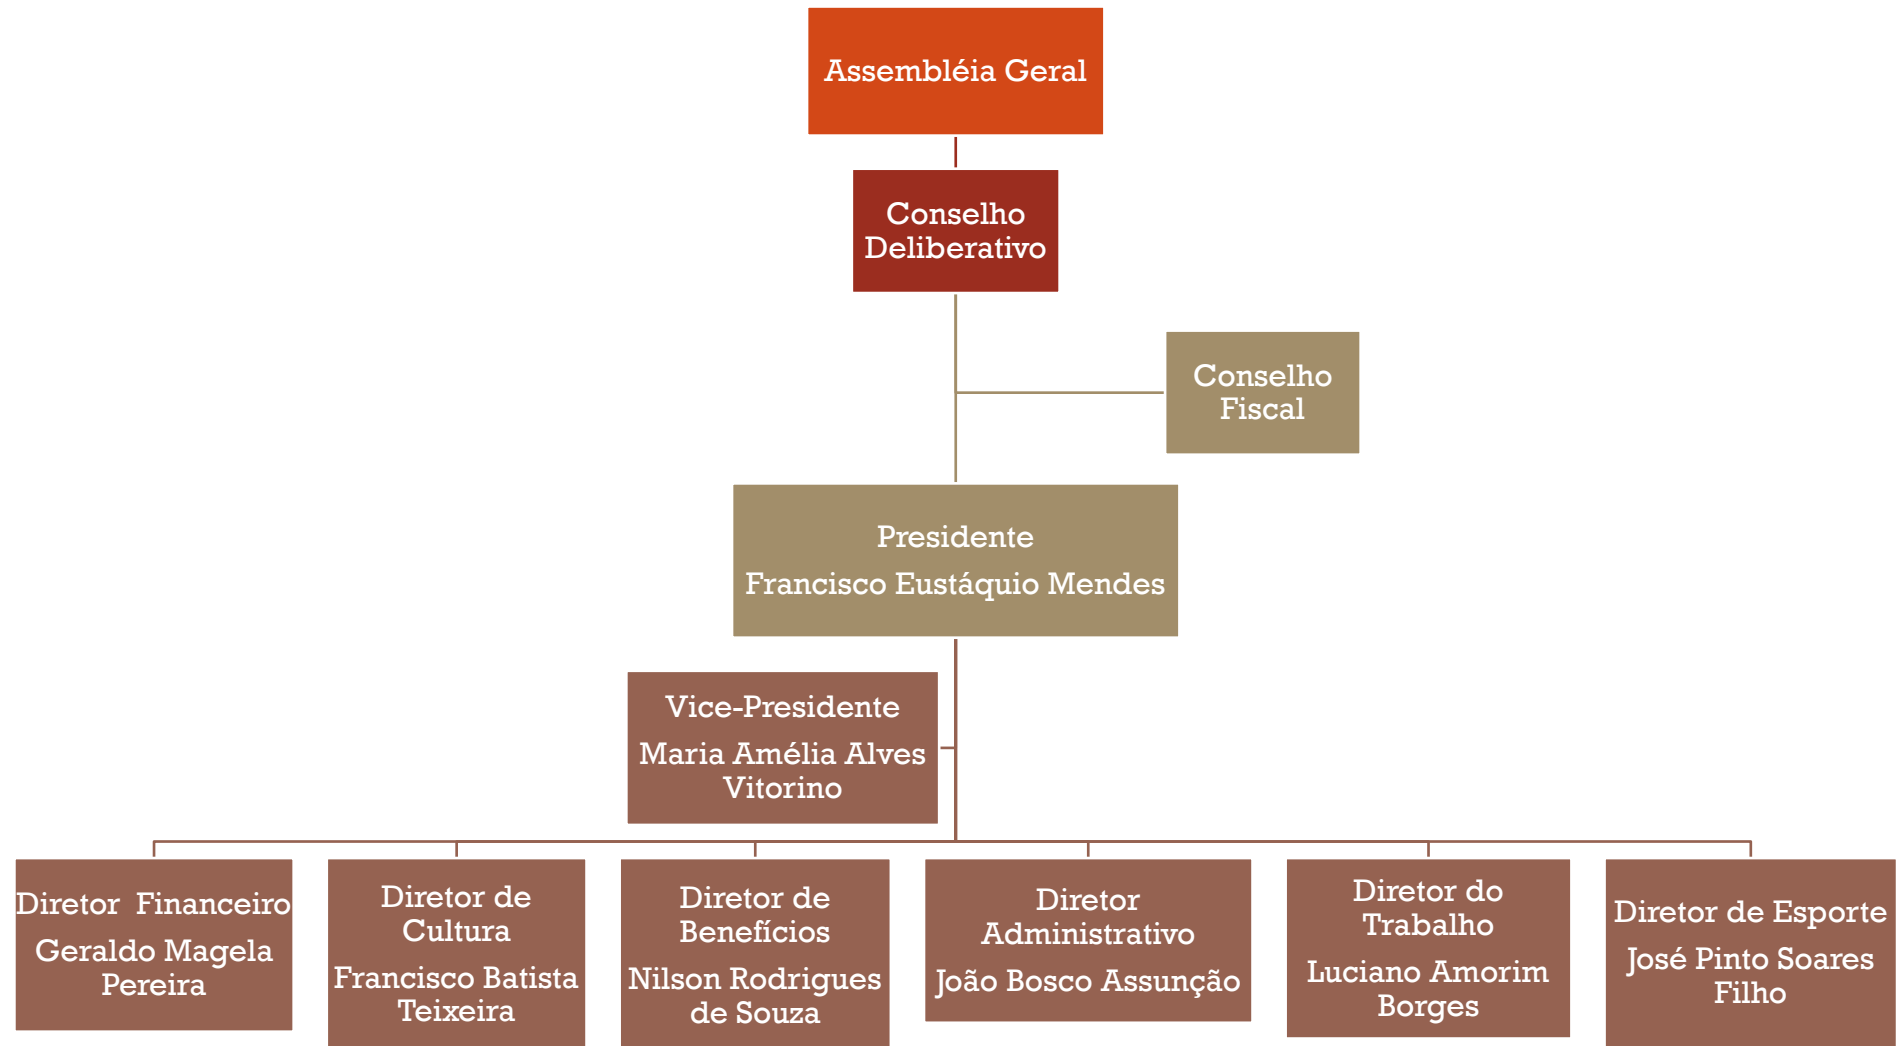 Assembléia Geral
Conselho
Deliberativo
Conselho
Fiscal
Presidente
Francisco Eustáquio Mendes
Vice-Presidente
Maria Amélia Alves
Vitorino
Diretor Financeiro
Geraldo Magela
Pereira
Diretor de
Cultura
Francisco Batista
Teixeira
Diretor de
Benefícios
Nilson Rodrigues
de Souza
Diretor
Administrativo
João Bosco Assunção
Diretor do
Trabalho
Luciano Amorim
Borges
Diretor de Esporte
José Pinto Soares
Filho